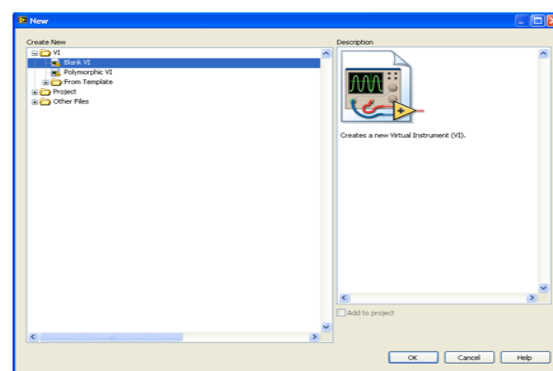 New
Create New
VI
Blank VI
Polymorphic VI
From Template
Project
Other Files
Description
Creates a new Virtual Instrument (VI).
Add to project
OK
Cancel
Help